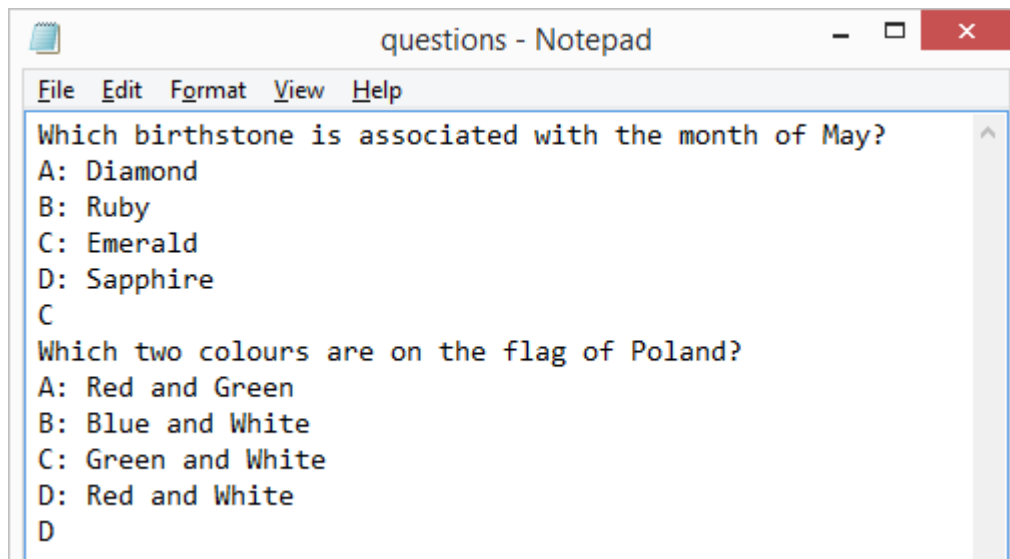 questions - Notepad
File Edit Format View Help
Which birthstone is associated with the month of May?
A: Diamond
B: Ruby
C: Emerald
D: Sapphire
C
Which two colours are on the flag of Poland?
A: Red and Green
B: Blue and White
C: Green and White
D: Red and White
D